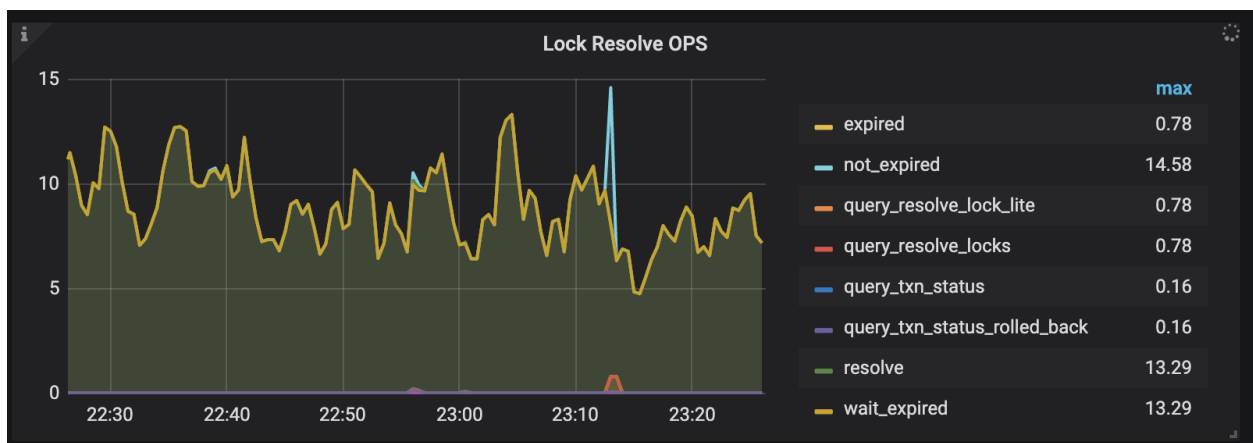 i
Lock Resolve OPS
15
10
5
0
22:30 22:40 22:50 23:00 23:10 23:20
max
expired 0.78
not_expired 14.58
query_resolve_lock_lite 0.78
query_resolve_locks 0.78
query_txn_status 0.16
query_txn_status_rolled_back 0.16
resolve 13.29
wait_expired 13.29